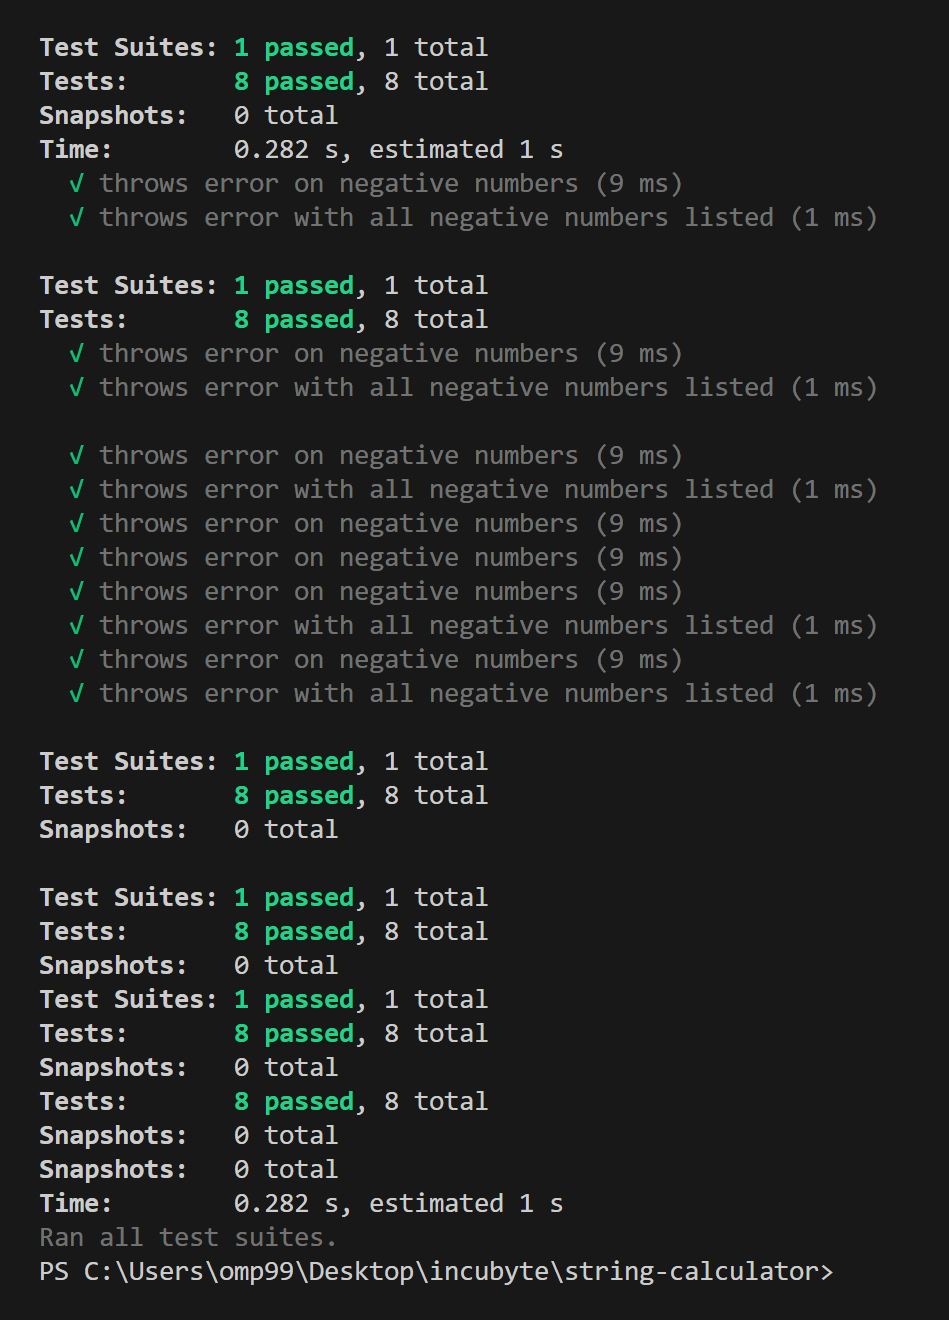 Test Suites: 1 passed, 1 total
Tests: 8 passed, 8 total
Snapshots: 0 total
Time: 0.282 s, estimated 1 s
√ throws error on negative numbers (9 ms)
√ throws error with all negative numbers listed (1 ms)
Test Suites: 1 passed, 1 total
Tests: 8 passed, 8 total
√ throws error on negative numbers (9 ms)
√ throws error with all negative numbers listed (1 ms)
√ throws error on negative numbers (9 ms)
√ throws error with all negative numbers listed (1 ms)
√ throws error on negative numbers (9 ms)
√ throws error on negative numbers (9 ms)
√ throws error on negative numbers (9 ms)
√ throws error with all negative numbers listed (1 ms)
√ throws error on negative numbers (9 ms)
√ throws error with all negative numbers listed (1 ms)
Test Suites: 1 passed, 1 total
Tests: 8 passed, 8 total
Snapshots: 0 total
Test Suites: 1 passed, 1 total
Tests: 8 passed, 8 total
Snapshots: 0 total
Test Suites: 1 passed, 1 total
Tests: 8 passed, 8 total
Snapshots: 0 total
Tests: 8 passed, 8 total
Snapshots: 0 total
Snapshots: 0 total
Time: 0.282 s, estimated 1 s
Ran all test suites.
PS C:\Users\omp99\Desktop\incubyte\string-calculator>